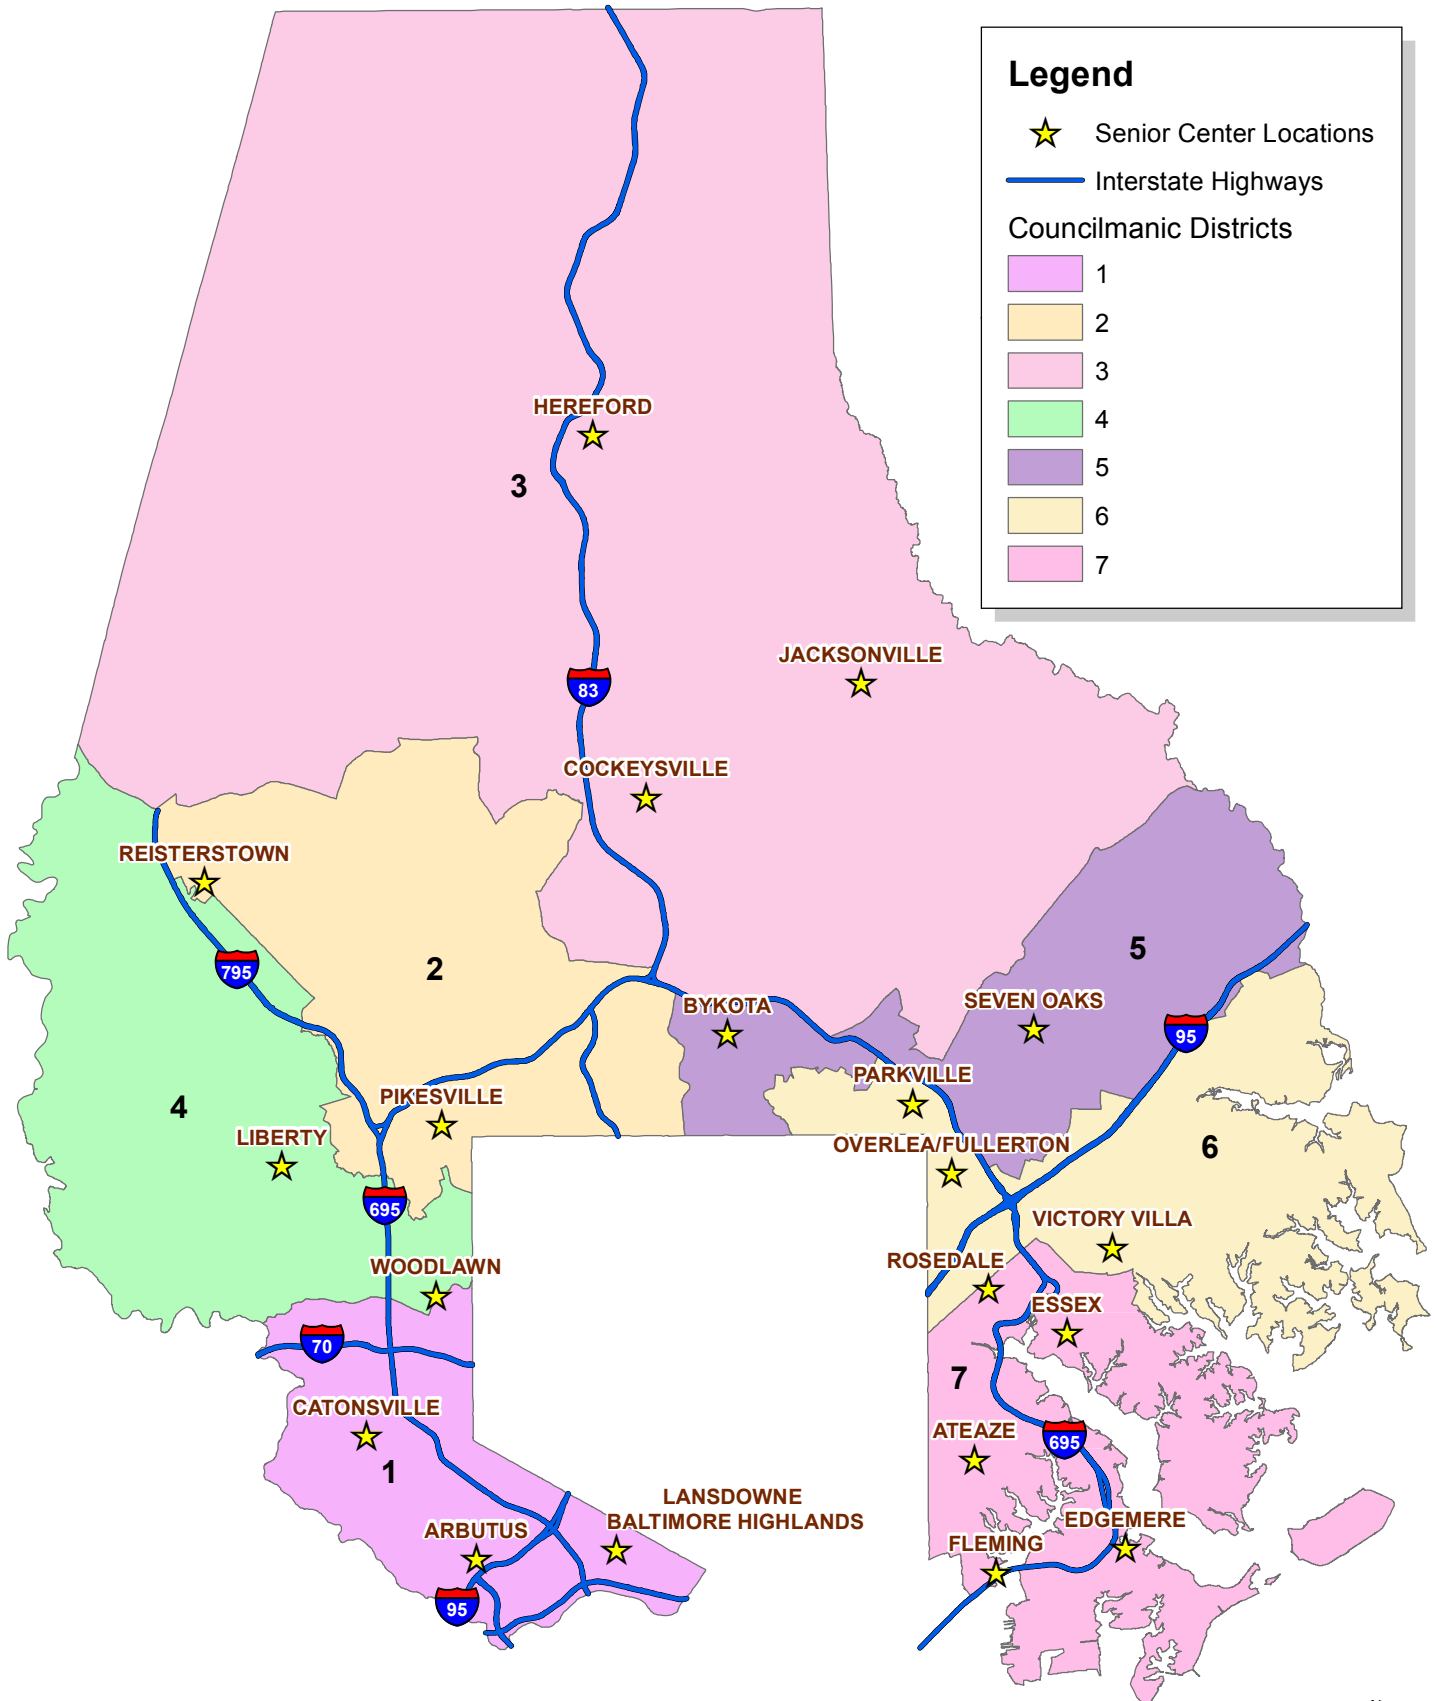 Legend
Senior Center Locations
Interstate Highways
Councilmanic Districts
1
2
3
4
5
6
7
HEREFORD
3
JACKSONVILLE
83
COCKEYSVILLE
REISTERSTOWN
795
2
5
BYKOTA
SEVEN OAKS
95
PARKVILLE
4
PIKESVILLE
LIBERTY
OVERLEA/FULLERTON
6
695
VICTORY VILLA
WOODLAWN
ROSEDALE
ESSEX
70
7
CATONSVILLE
ATEAZE
695
1
LANSDOWNE
BALTIMORE HIGHLANDS
ARBUTUS
EDGEMERE
FLEMING
95